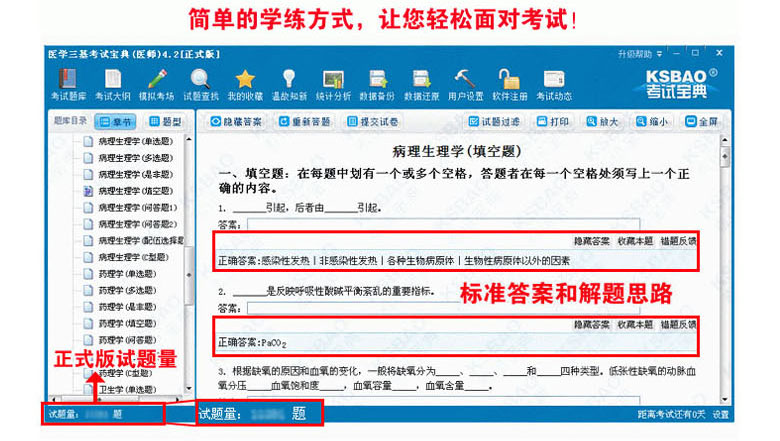 简单的学练方式，让您轻松面对考试！
医学三基考试宝典(医师)4.2[正式版]
升级帮助
考试题库 考试大纲 模拟考场 试题查找 我的收藏 温故知新 统计分析 数据备份 数据还原 用户设置 软件注册 考试动态
KSBAO®
考试宝典
题库目录 章节 题型
隐藏答案 重新答题 提交试卷 试题过滤 打印 放大 缩小 全屏
病理生理学(单选题)
病理生理学(多选题)
病理生理学(是非题)
病理生理学(填空题)
病理生理学(问答题1)
病理生理学(问答题2)
病理生理学(配伍选择题
病理生理学(C型题)
药理学(单选题)
药理学(多选题)
药理学(是非题)
药理学(填空题)
药理学(问答题)
药理学(C型题)
卫生学(单选题)
病理生理学(填空题)
一、填空题：在每题中划有一个或多个空格，答题者在每一个空格处须写上一个正
确的内容。
1. ______引起，后者由______引起。
答案：
隐藏答案 收藏本题 错题反馈
正确答案:感染性发热|非感染性发热|各种生物病原体|生物性病原体以外的因素
2. ______是反映呼吸性酸碱平衡紊乱的重要指标。
标准答案和解题思路
答案：
隐藏答案 收藏本题 错题反馈
正确答案:PaCO₂
3. 根据缺氧的原因和血氧的变化，一般将缺氧分为____、____、____和____四种类型。低张性缺氧的动脉血
氧分压____血氧饱和度____，血氧容量____，血氧含量____。
正式版试题量
试题量： 题
试题量： 题
距离考试还有0天 设置